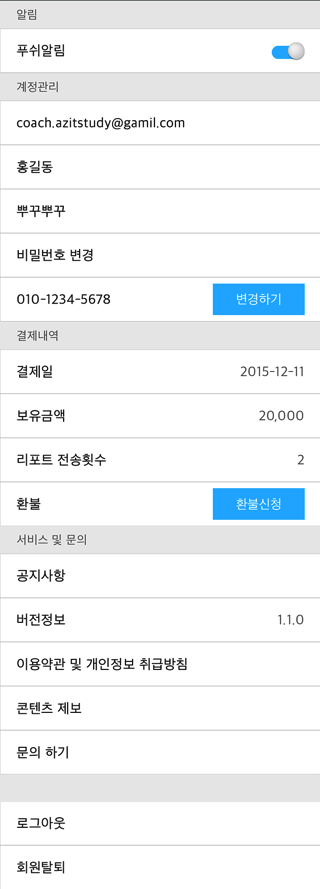 알림
푸쉬알림
계정관리
coach.azitstudy@gamil.com
홍길동
뿌꾸뿌꾸
비밀번호 변경
010-1234-5678 변경하기
결제내역
결제일 2015-12-11
보유금액 20,000
리포트 전송횟수 2
환불 환불신청
서비스 및 문의
공지사항
버전정보 1.1.0
이용약관 및 개인정보 취급방침
콘텐츠 제보
문의 하기
로그아웃
회원탈퇴